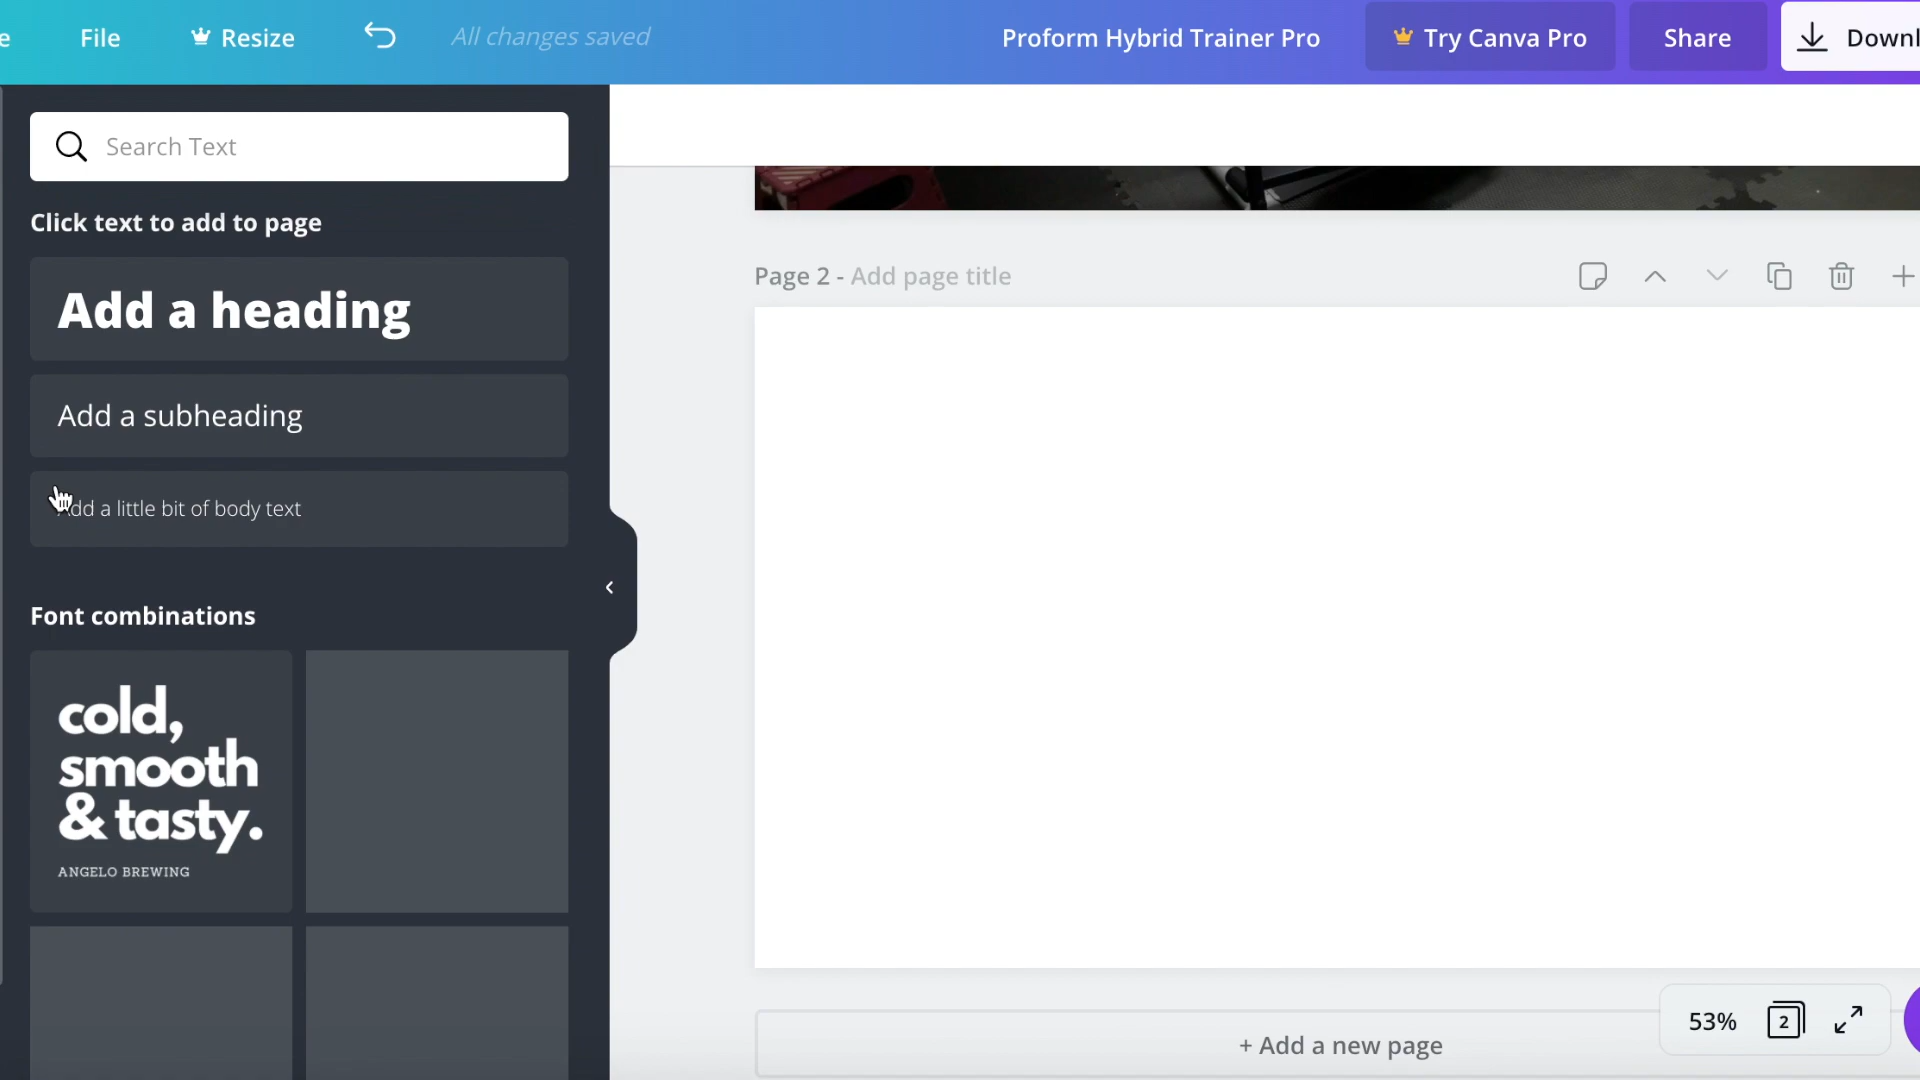 File
Resize
All changes saved
Proform Hybrid Trainer Pro
Try Canva Pro
Share
Search Text
Click text to add to page
Add a heading
Add a subheading
Add a little bit of body text
Font combinations
cold,
smooth
& tasty.
ANGELO BREWING
Page 2 - Add page title
53%
2
+ Add a new page